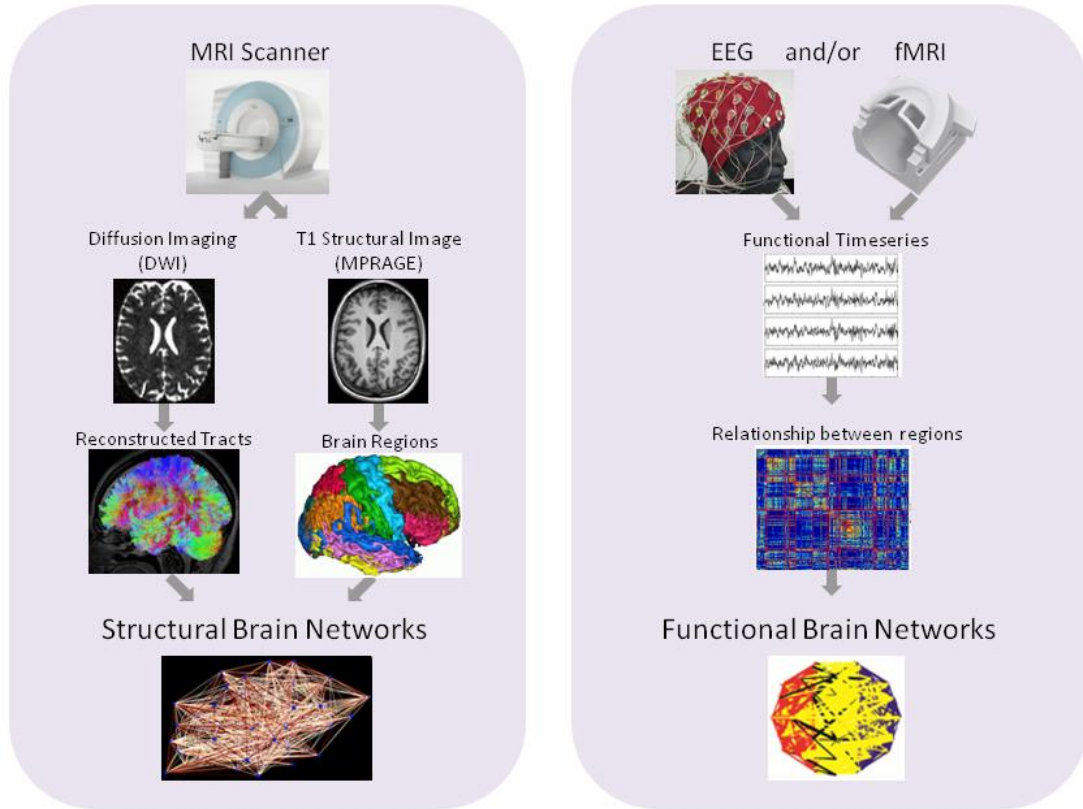 MRI Scanner
Diffusion Imaging
(DWI)
T1 Structural Image
(MPRAGE)
Reconstructed Tracts
Brain Regions
Structural Brain Networks
EEG and/or fMRI
Functional Timeseries
Relationship between regions
Functional Brain Networks